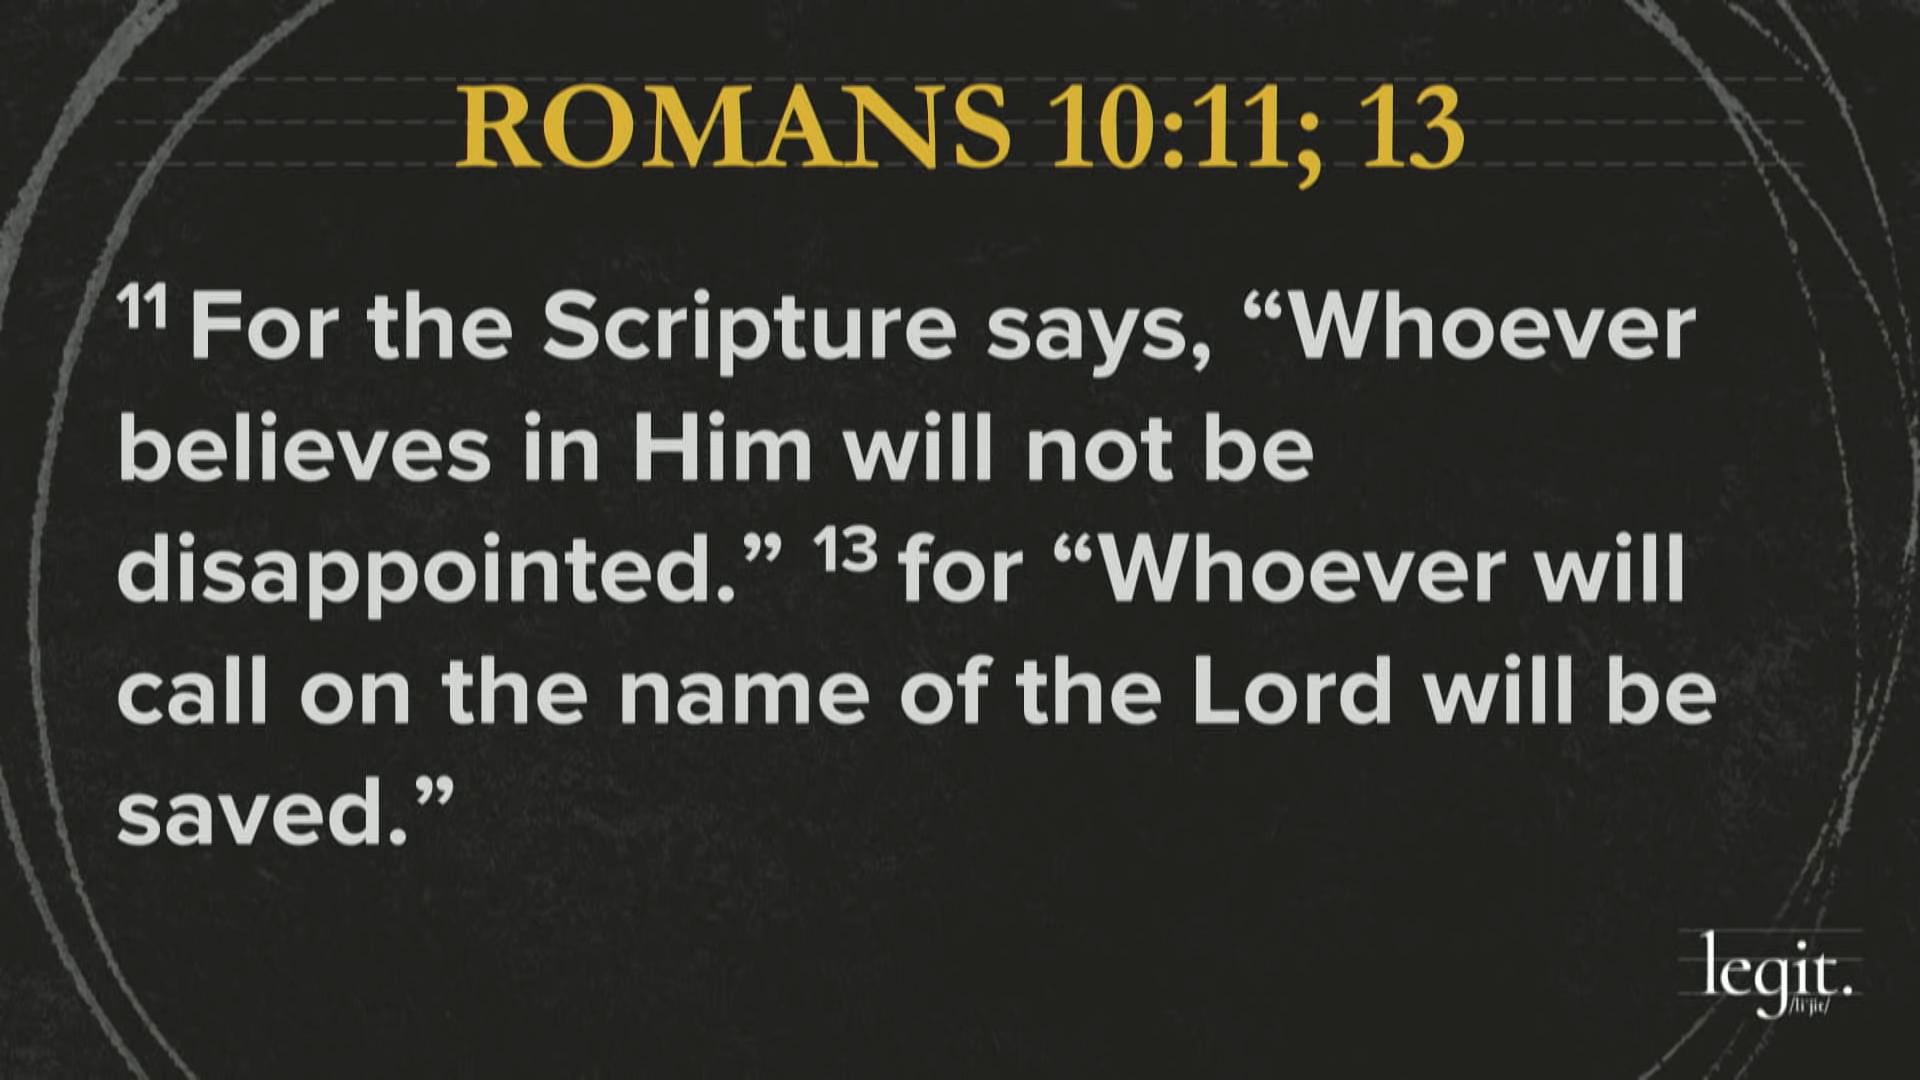 ROMANS 10:11; 13
11 For the Scripture says, “Whoever
believes in Him will not be
disappointed.” 13 for “Whoever will
call on the name of the Lord will be
saved.”
legit.
/liˈjit/